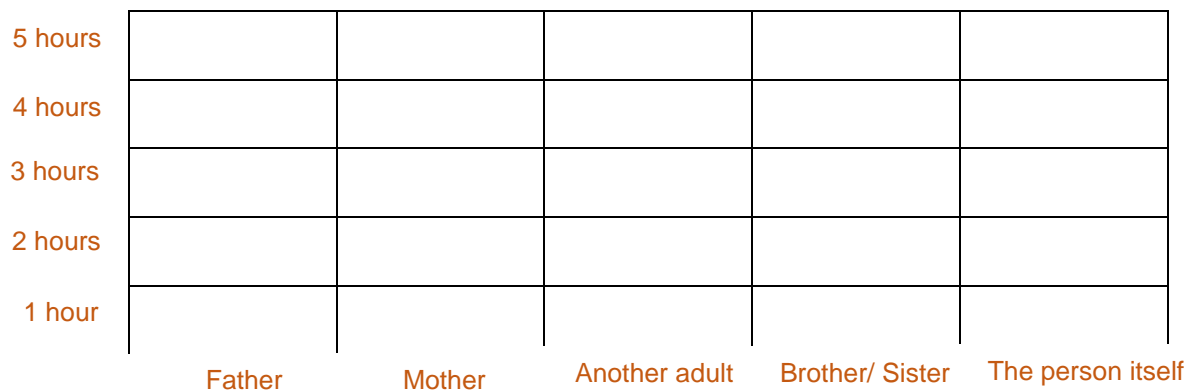 5 hours
4 hours
3 hours
2 hours
1 hour
Father Mother Another adult Brother/ Sister The person itself